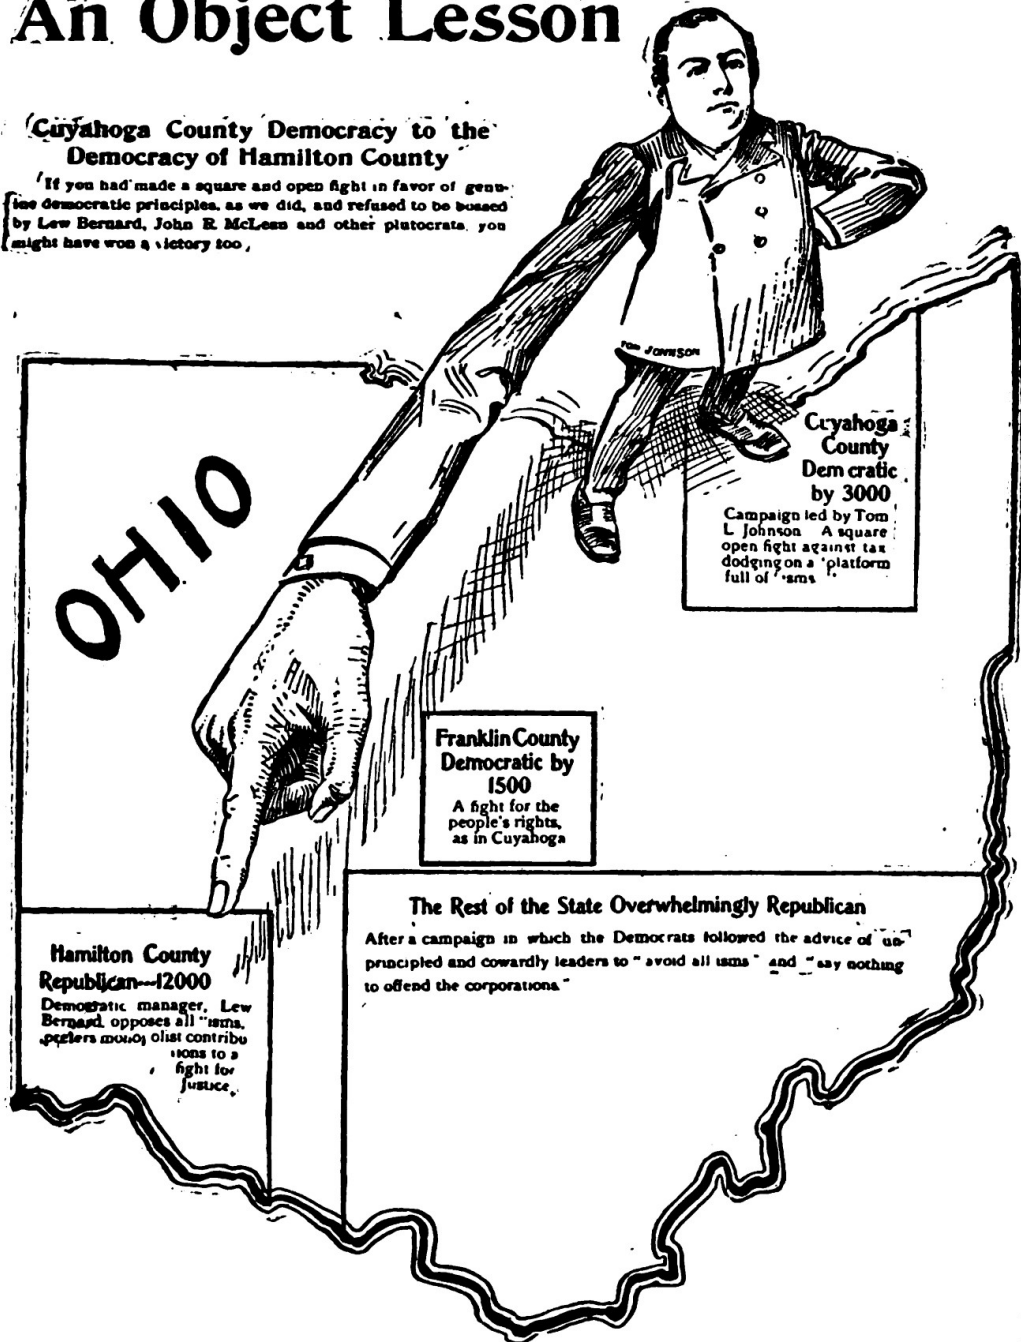 An Object Lesson
Cuyahoga County Democracy to the
Democracy of Hamilton County
"If you had made a square and open fight in favor of genu-
ine democratic principles, as we did, and refused to be bossed
by Lew Bernard, John R. McLean and other plutocrats, you
might have won a victory too,
TOM JOHNSON
OHIO
Cuyahoga
County
Dem cratic
by 3000
Campaign led by Tom
L Johnson A square
open fight against tax
dodging on a "platform
full of "isms"
Franklin County
Democratic by
1500
A fight for the
people's rights,
as in Cuyahoga
The Rest of the State Overwhelmingly Republican
After a campaign in which the Democrats followed the advice of un-
principled and cowardly leaders to "avoid all isms" and "say nothing
to offend the corporations"
Hamilton County
Republican--12000
Democratic manager, Lew
Bernard, opposes all "isms,
prefers monop olist contribu
tions to a
fight for
Justice,